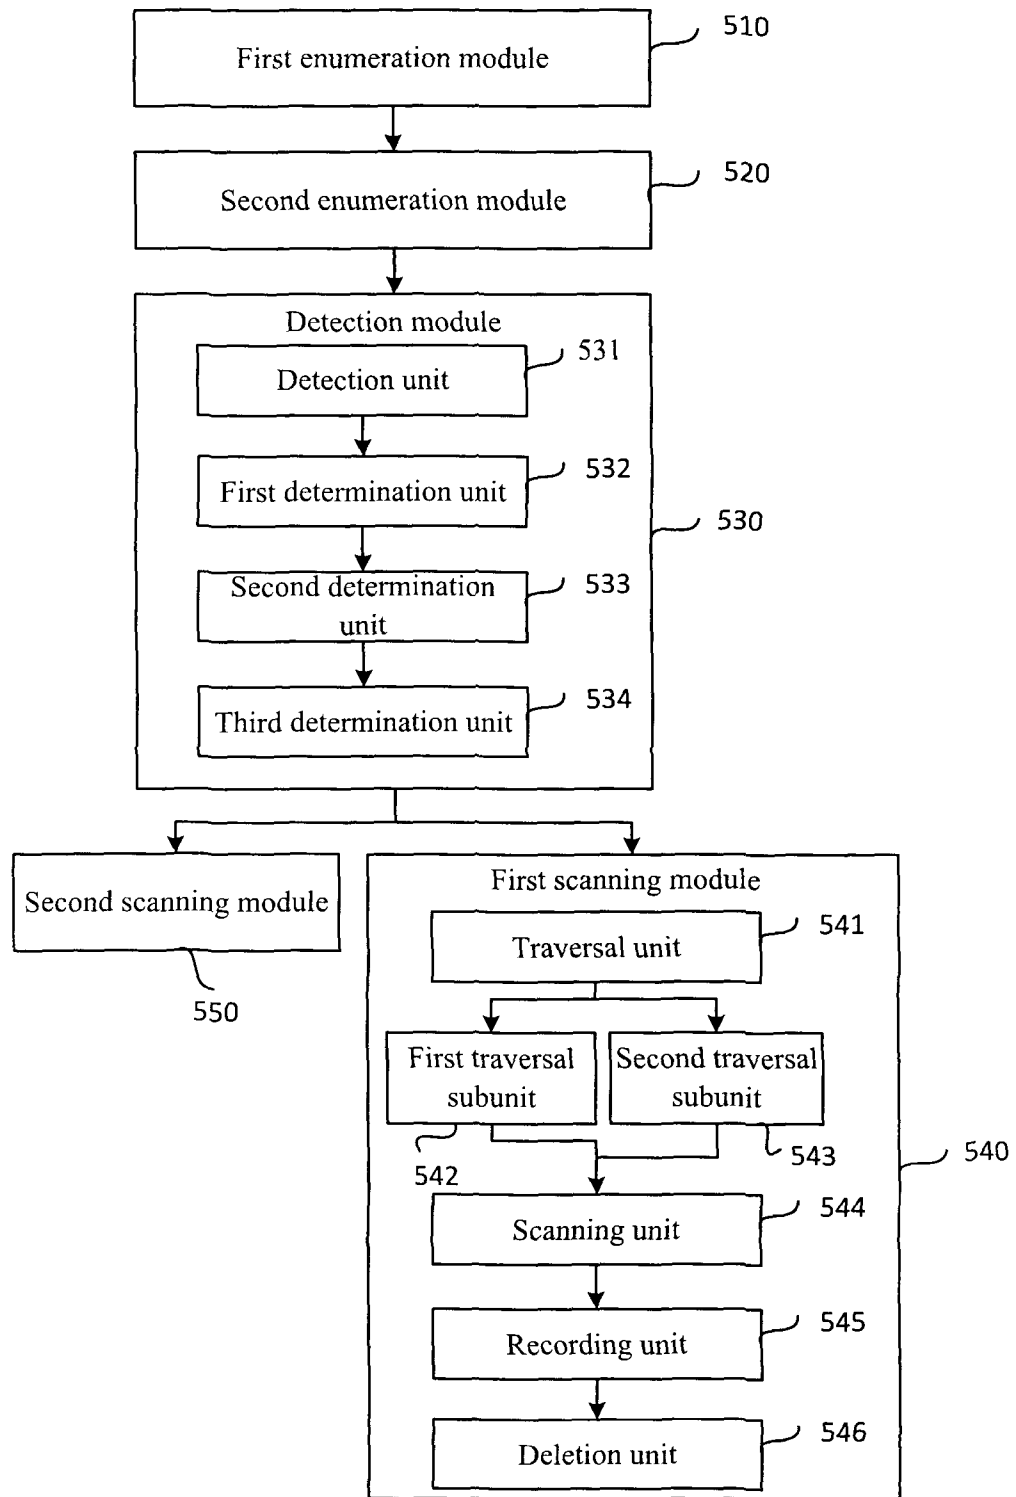 First enumeration module
510
Second enumeration module
520
Detection module
Detection unit
531
First determination unit
532
530
Second determination
unit
533
Third determination unit
534
Second scanning module
550
First scanning module
Traversal unit
541
First traversal
subunit
542
Second traversal
subunit
543
540
Scanning unit
544
Recording unit
545
Deletion unit
546